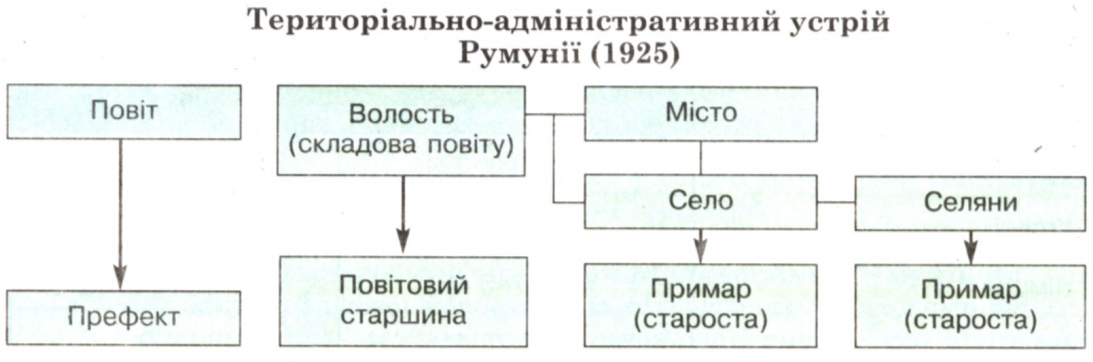 Територіально-адміністративний устрій
Румунії (1925)
Повіт
Волость
(складова повіту)
Місто
Село
Селяни
Префект
Повітовий
старшина
Примар
(староста)
Примар
(староста)